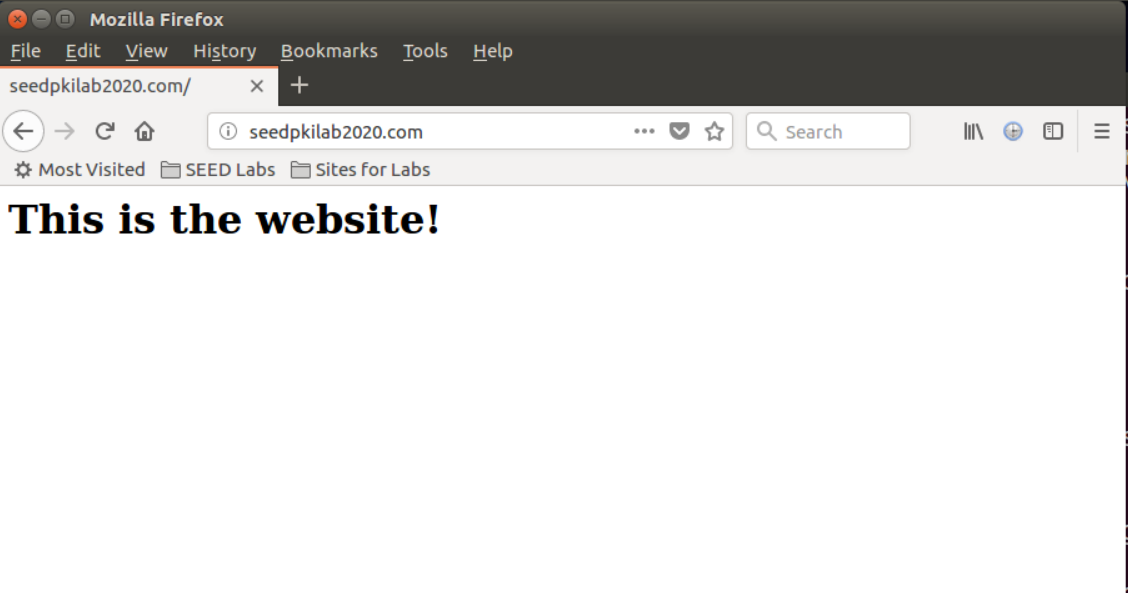 Mozilla Firefox
File Edit View History Bookmarks Tools Help
seedpkilab2020.com/
seedpkilab2020.com Search
Most Visited SEED Labs Sites for Labs
This is the website!